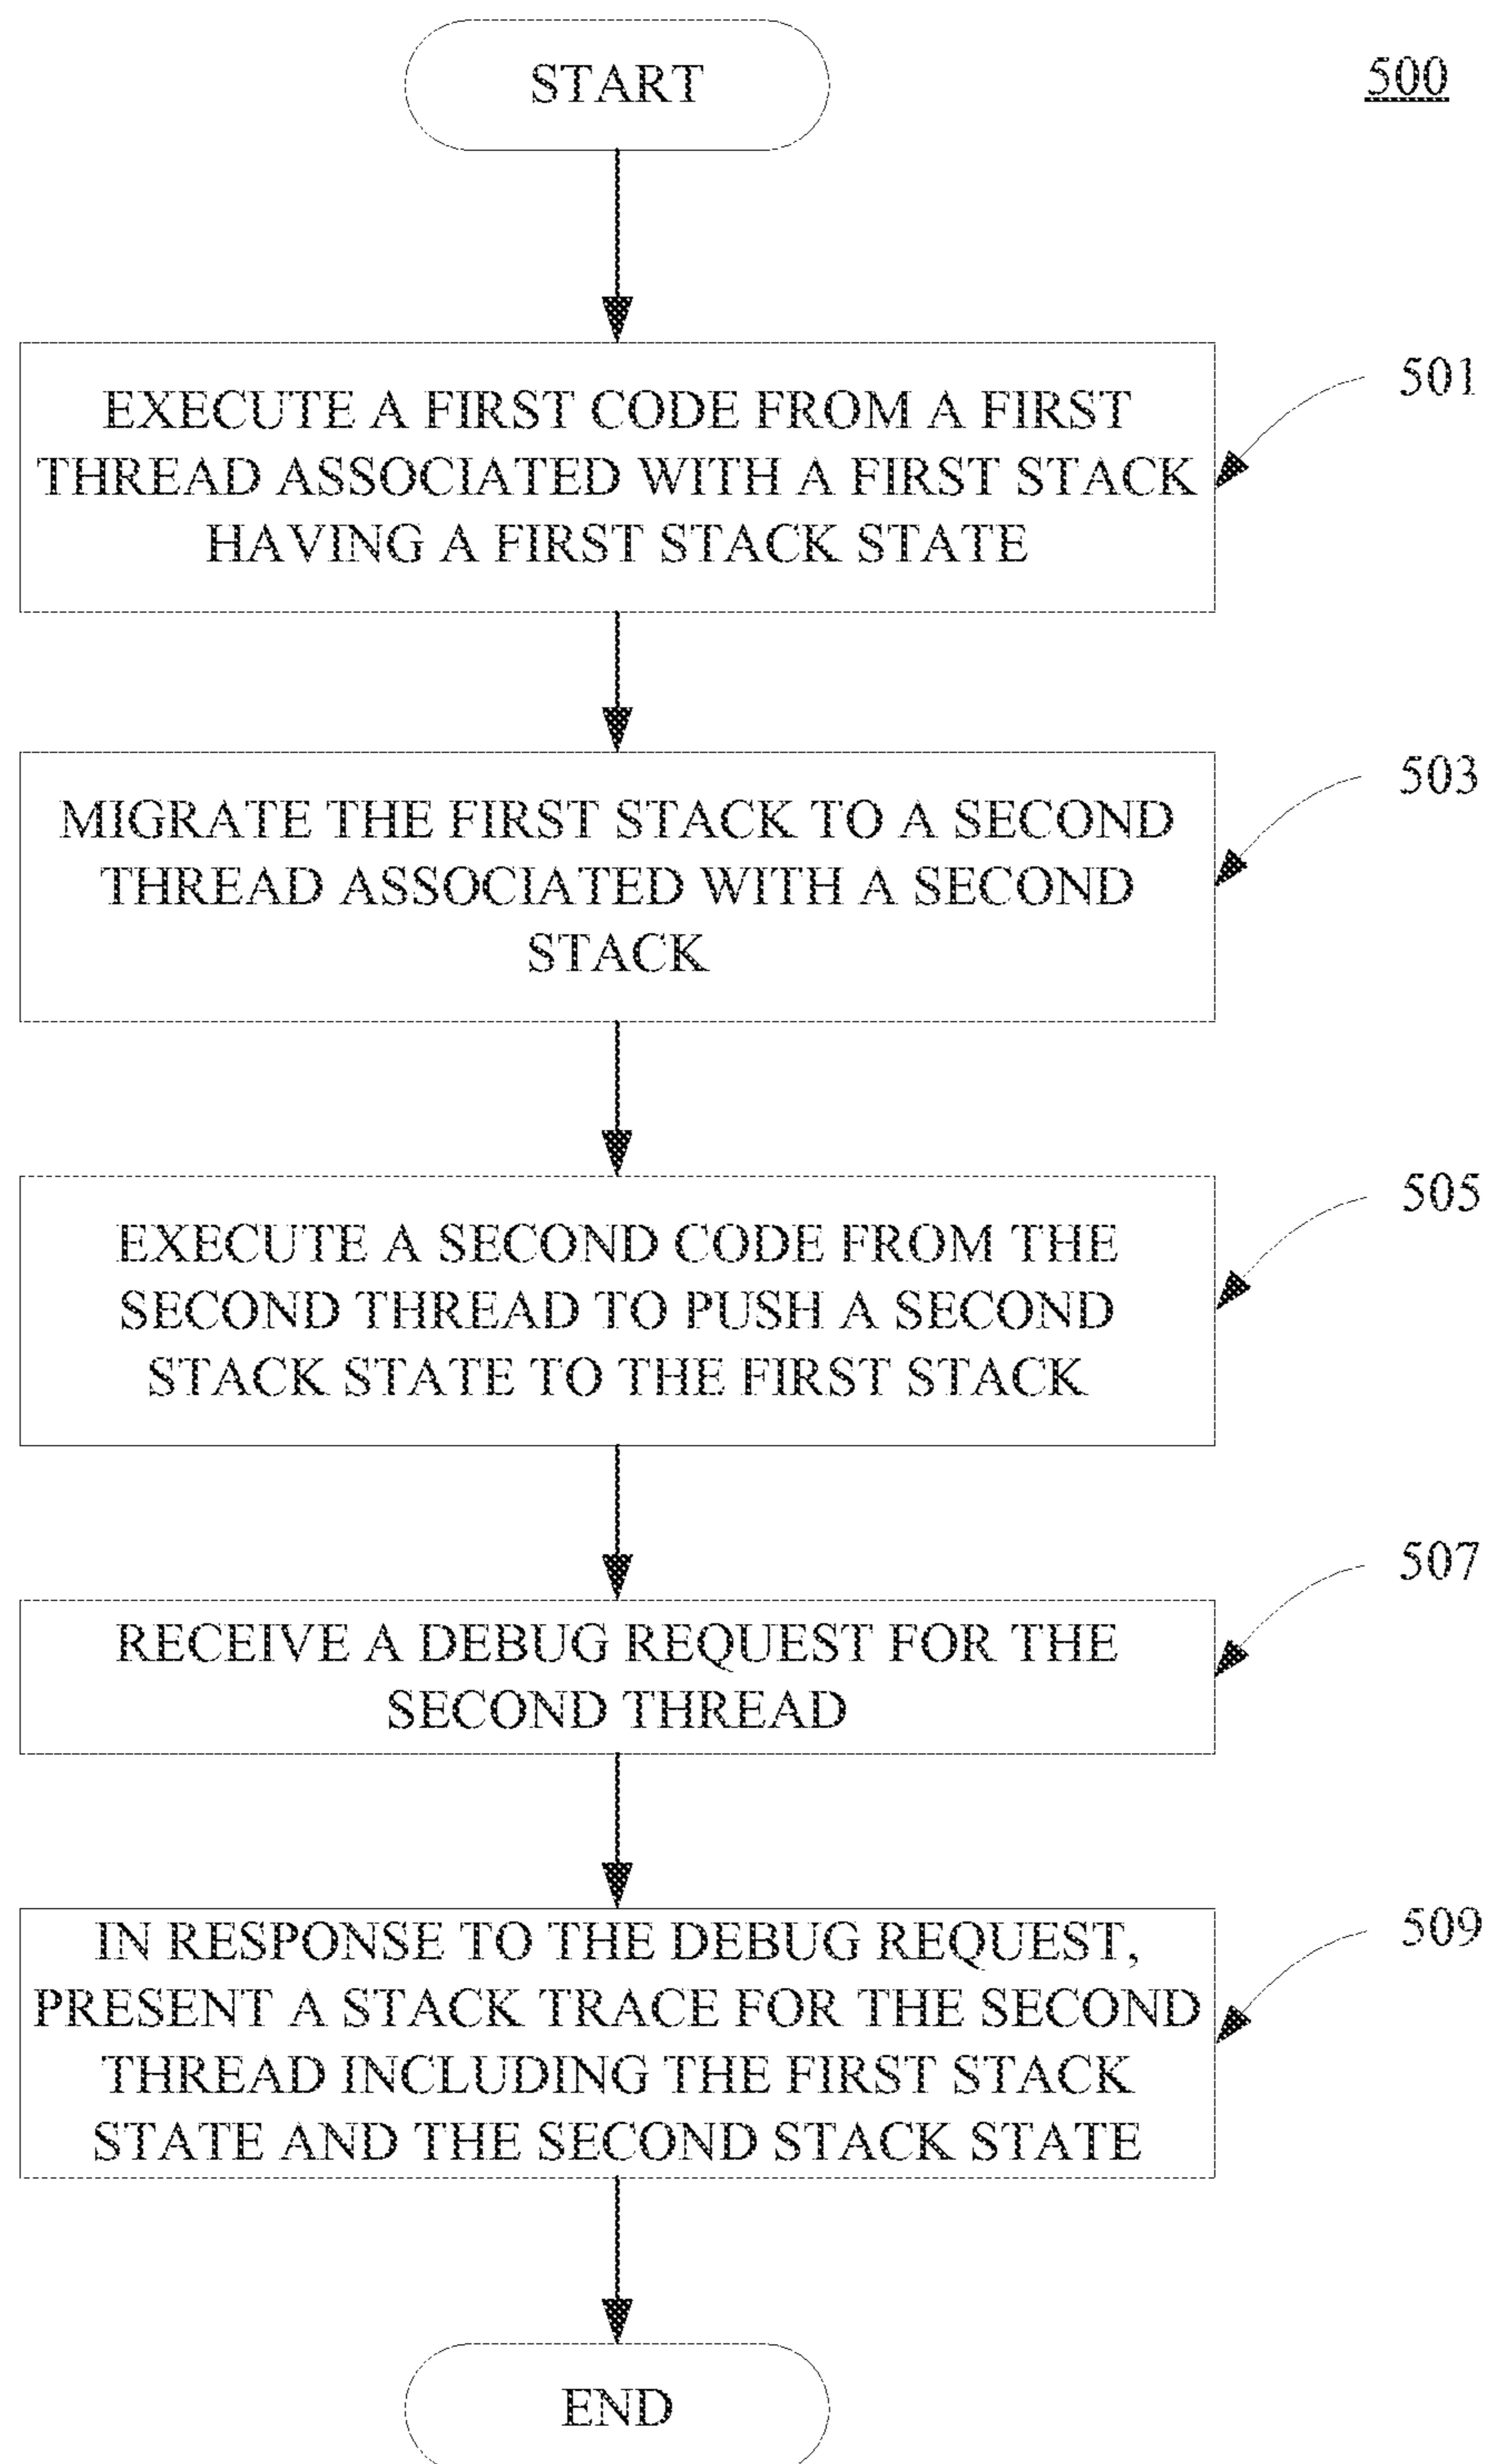 START
500
EXECUTE A FIRST CODE FROM A FIRST
THREAD ASSOCIATED WITH A FIRST STACK
HAVING A FIRST STACK STATE
501
MIGRATE THE FIRST STACK TO A SECOND
THREAD ASSOCIATED WITH A SECOND
STACK
503
EXECUTE A SECOND CODE FROM THE
SECOND THREAD TO PUSH A SECOND
STACK STATE TO THE FIRST STACK
505
RECEIVE A DEBUG REQUEST FOR THE
SECOND THREAD
507
IN RESPONSE TO THE DEBUG REQUEST,
PRESENT A STACK TRACE FOR THE SECOND
THREAD INCLUDING THE FIRST STACK
STATE AND THE SECOND STACK STATE
509
END